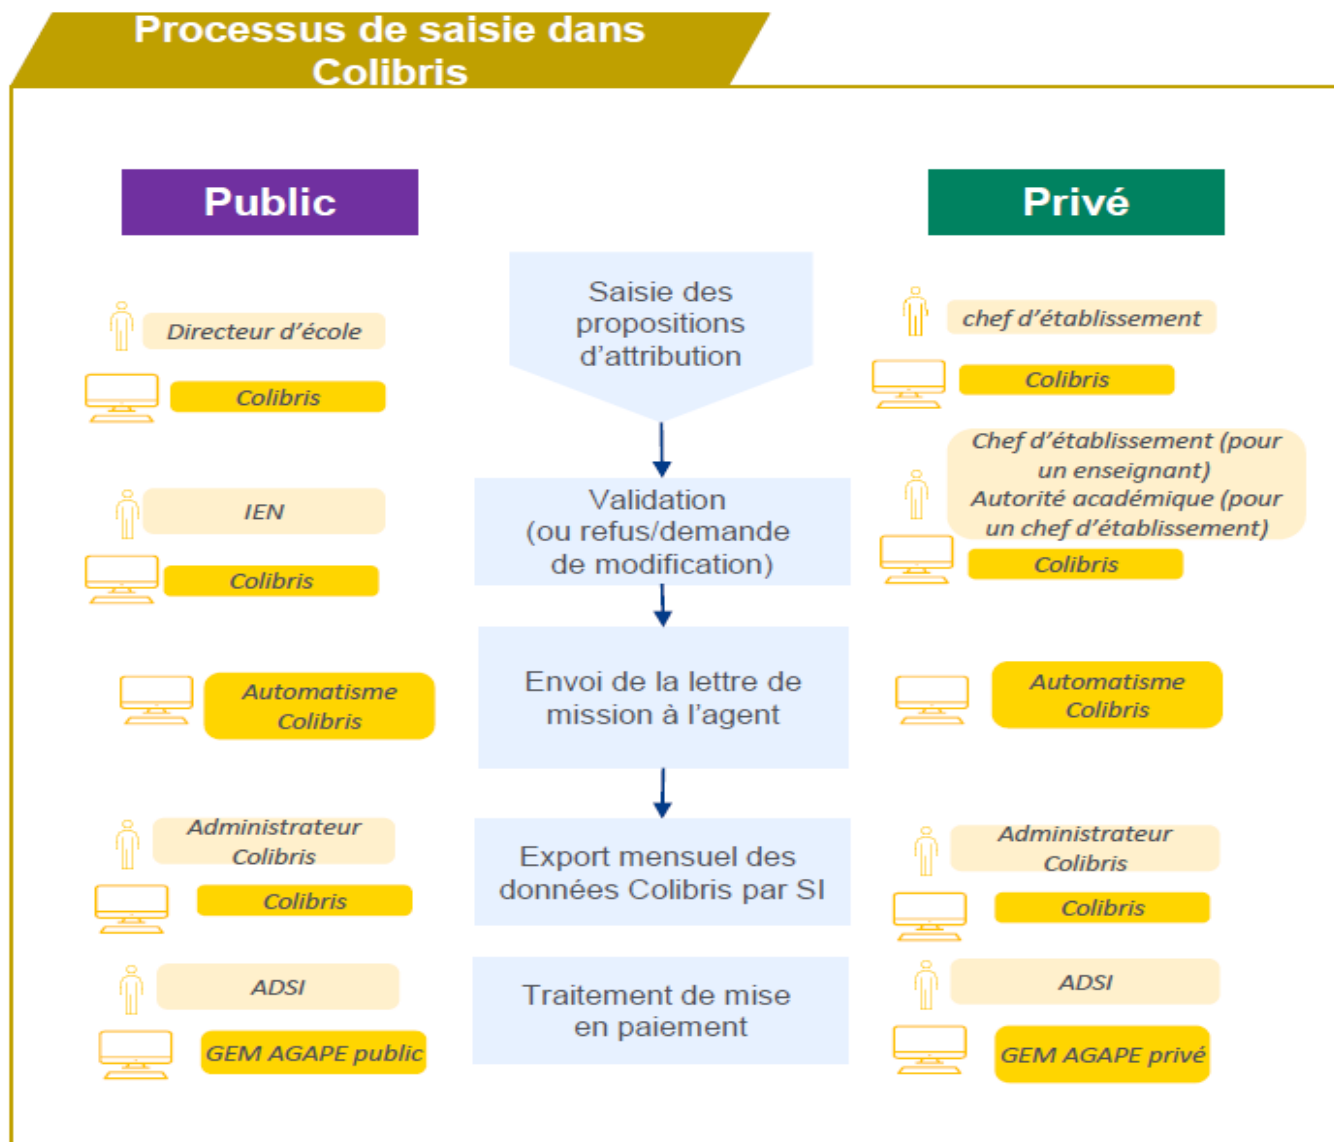 Processus de saisie dans
Colibris
Public
Privé
Saisie des
propositions
d'attribution
Directeur d'école
Colibris
chef d'établissement
Colibris
Validation
(ou refus/demande
de modification)
IEN
Colibris
Chef d'établissement (pour
un enseignant)
Autorité académique (pour
un chef d'établissement)
Colibris
Envoi de la lettre de
mission à l'agent
Automatisme
Colibris
Automatisme
Colibris
Export mensuel des
données Colibris par SI
Administrateur
Colibris
Colibris
Administrateur
Colibris
Colibris
Traitement de mise
en paiement
ADSI
GEM AGAPE public
ADSI
GEM AGAPE privé